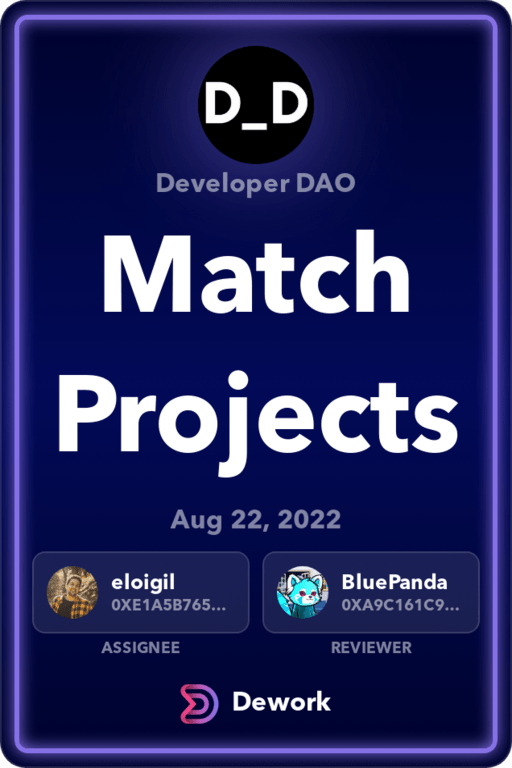 D_D
Developer DAO
Match
Projects
Aug 22, 2022
eloigil
0XE1A5B765...
ASSIGNEE
BluePanda
0XA9C161C9...
REVIEWER
Dework